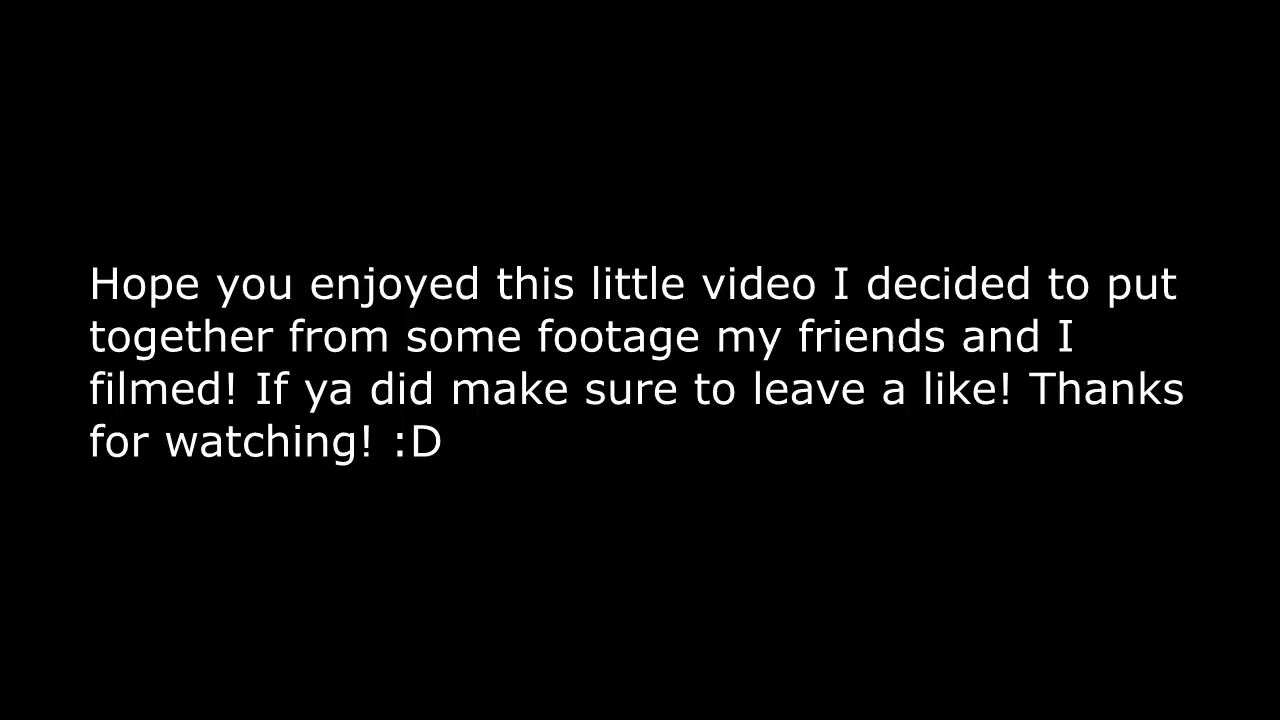 Hope you enjoyed this little video I decided to put
together from some footage my friends and I
filmed! If ya did make sure to leave a like! Thanks
for watching! :D